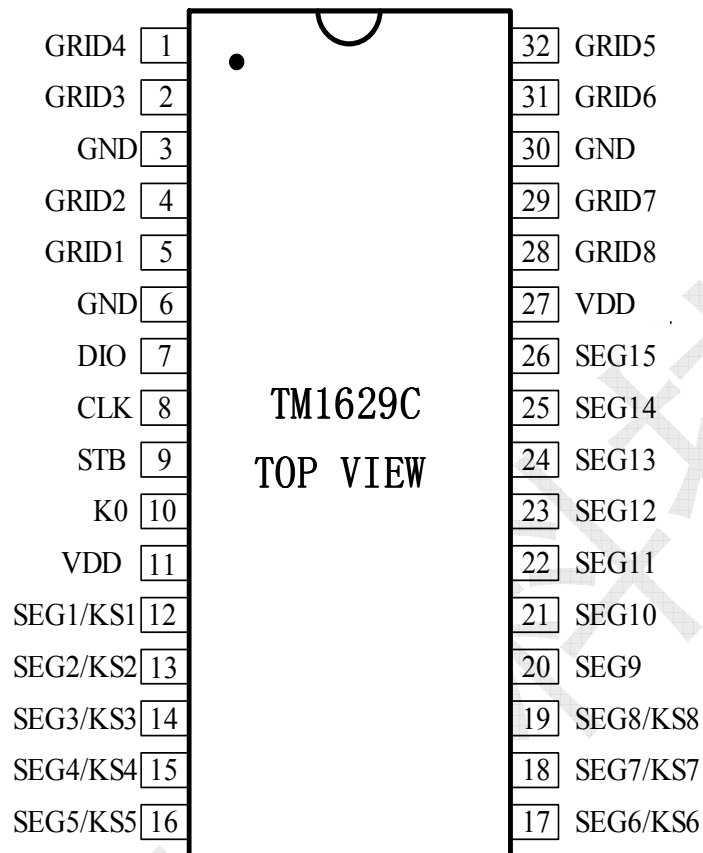 GRID4 1 32 GRID5
GRID3 2 31 GRID6
GND 3 30 GND
GRID2 4 29 GRID7
GRID1 5 28 GRID8
GND 6 27 VDD
DIO 7 26 SEG15
CLK 8 TM1629C 25 SEG14
STB 9 TOP VIEW 24 SEG13
K0 10 23 SEG12
VDD 11 22 SEG11
SEG1/KS1 12 21 SEG10
SEG2/KS2 13 20 SEG9
SEG3/KS3 14 19 SEG8/KS8
SEG4/KS4 15 18 SEG7/KS7
SEG5/KS5 16 17 SEG6/KS6